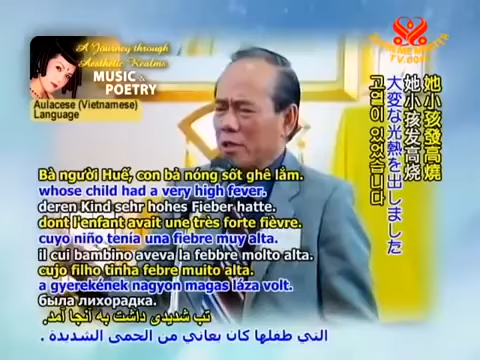 A Journey through
Aesthetic Realms
MUSIC &
POETRY
Aulacese (Vietnamese)
Language
SUPREME MASTER
TV.com
Bà người Huế, con bà nóng sốt ghê lắm.
whose child had a very high fever.
deren Kind sehr hohes Fieber hatte.
dont l'enfant avait une très forte fièvre.
cuyo niño tenía una fiebre muy alta.
il cui bambino aveva la febbre molto alta.
cujo filho tinha febre muito alta.
a gyerekének nagyon magas láza volt.
была лихорадка.
تب شدیدی داشت به آنجا آمد.
التي طفلها كان يعاني من الحمى الشديدة .
她小孩發高燒
她小孩发高烧
大変な光熱を出しました
고열이 있었습니다